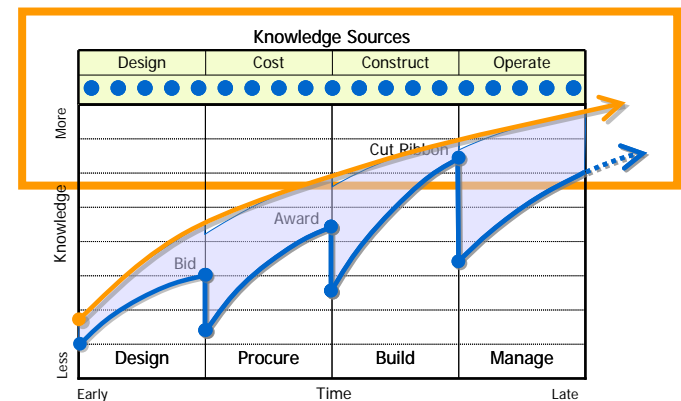 Knowledge Sources
Design Cost Construct Operate
More
Cut Ribbon
Knowledge
Award
Bid
Less
Design Procure Build Manage
Early Time Late